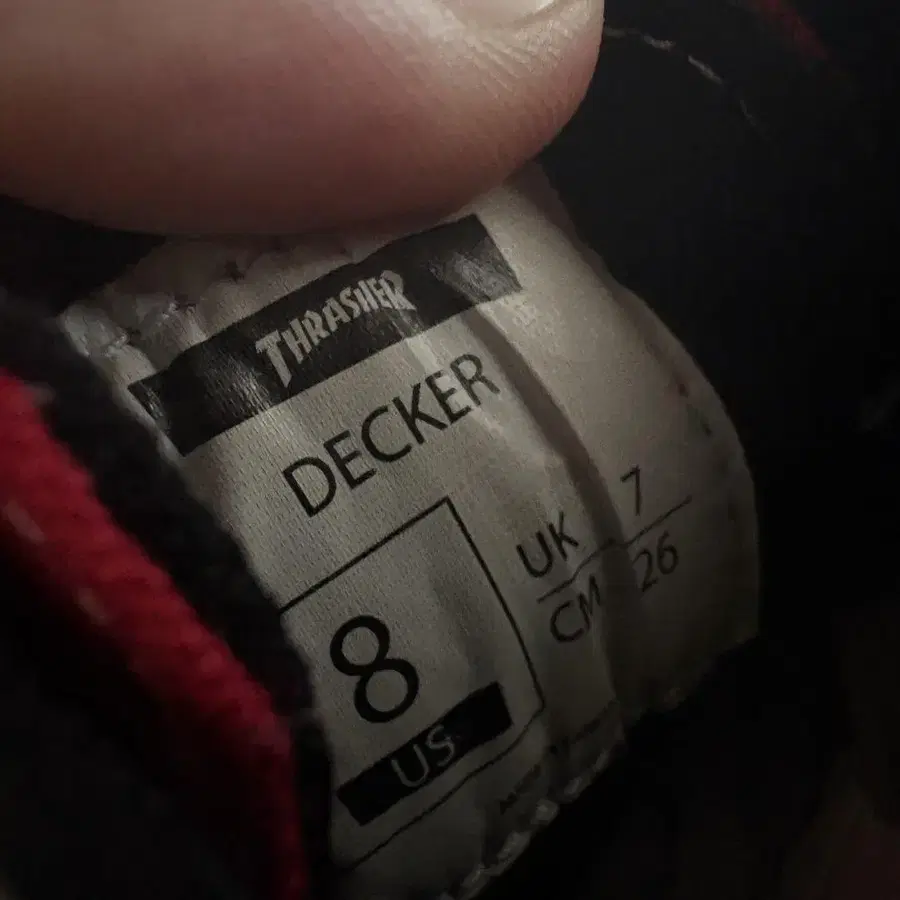 THRASHER
DECKER
8
US
UK 7
CM 26